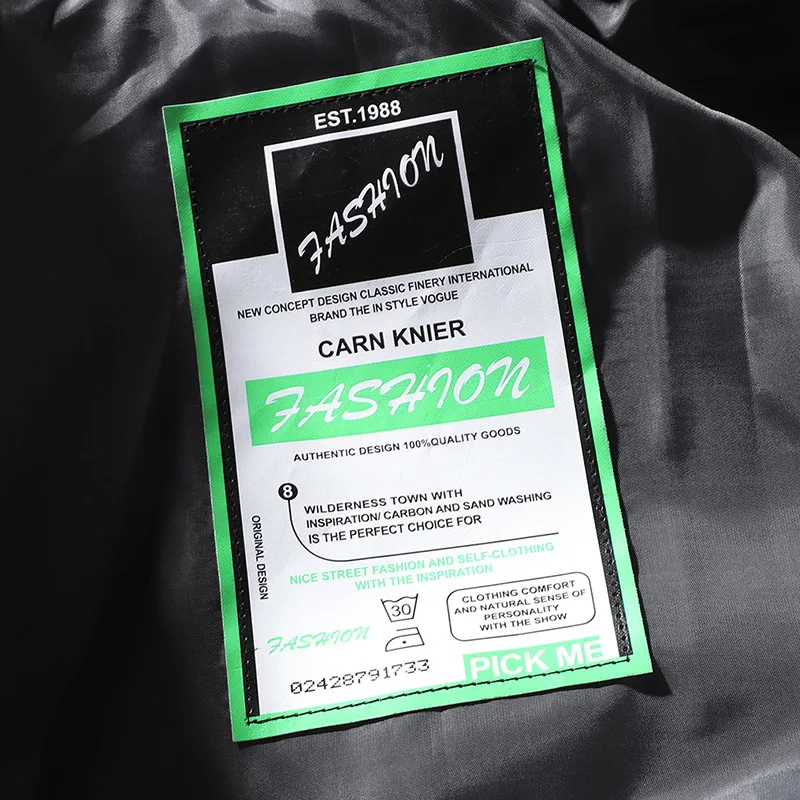 EST.1988
FASHION
NEW CONCEPT DESIGN CLASSIC FINERY INTERNATIONAL
BRAND THE IN STYLE VOGUE
CARN KNIER
FASHION
AUTHENTIC DESIGN 100%QUALITY GOODS
8
WILDERNESS TOWN WITH
INSPIRATION/ CARBON AND SAND WASHING
IS THE PERFECT CHOICE FOR
ORIGINAL DESIGN
NICE STREET FASHION AND SELF-CLOTHING
WITH THE INSPIRATION
30
CLOTHING COMFORT
AND NATURAL SENSE OF
PERSONALITY
WITH THE SHOW
FASHION
02428791733
PICK ME